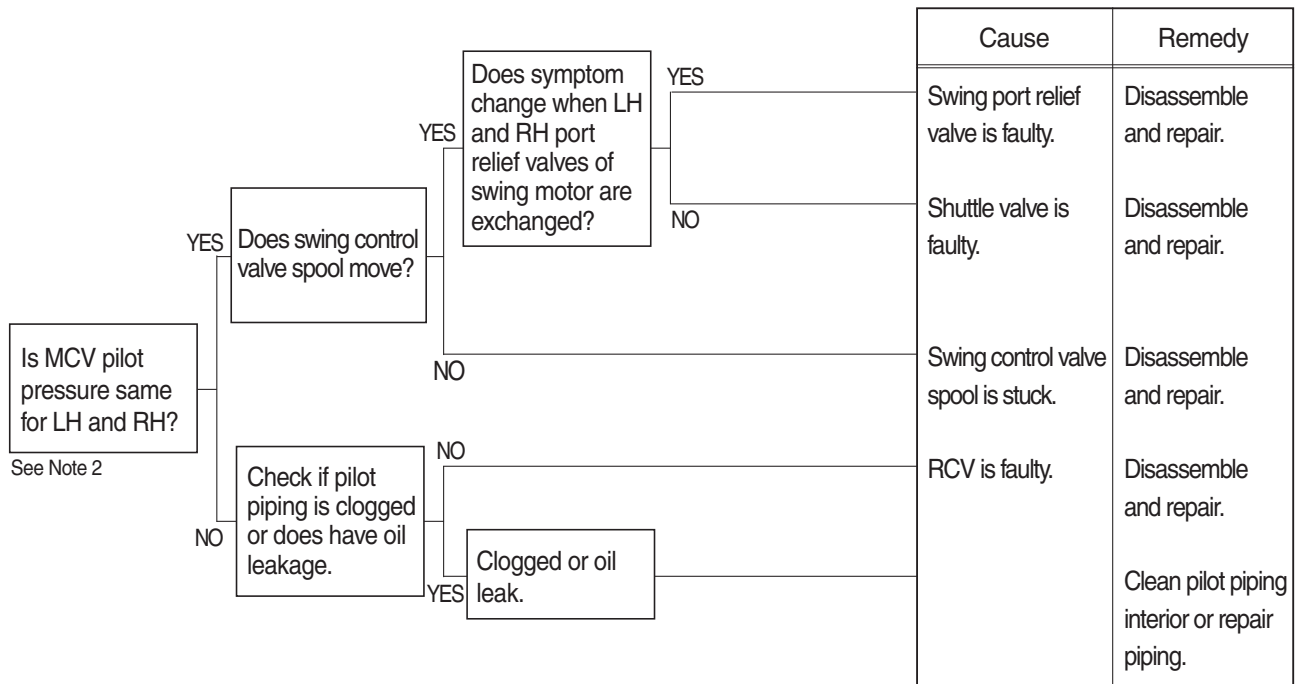 Cause
Remedy
Does symptom
change when LH
and RH port
relief valves of
swing motor are
exchanged?
YES
YES
NO
Swing port relief
valve is faulty.
Disassemble
and repair.
Shuttle valve is
faulty.
Disassemble
and repair.
YES
Does swing control
valve spool move?
NO
Swing control valve
spool is stuck.
Disassemble
and repair.
Is MCV pilot
pressure same
for LH and RH?
See Note 2
NO
Check if pilot
piping is clogged
or does have oil
leakage.
NO
RCV is faulty.
Disassemble
and repair.
YES
Clogged or oil
leak.
Clean pilot piping
interior or repair
piping.